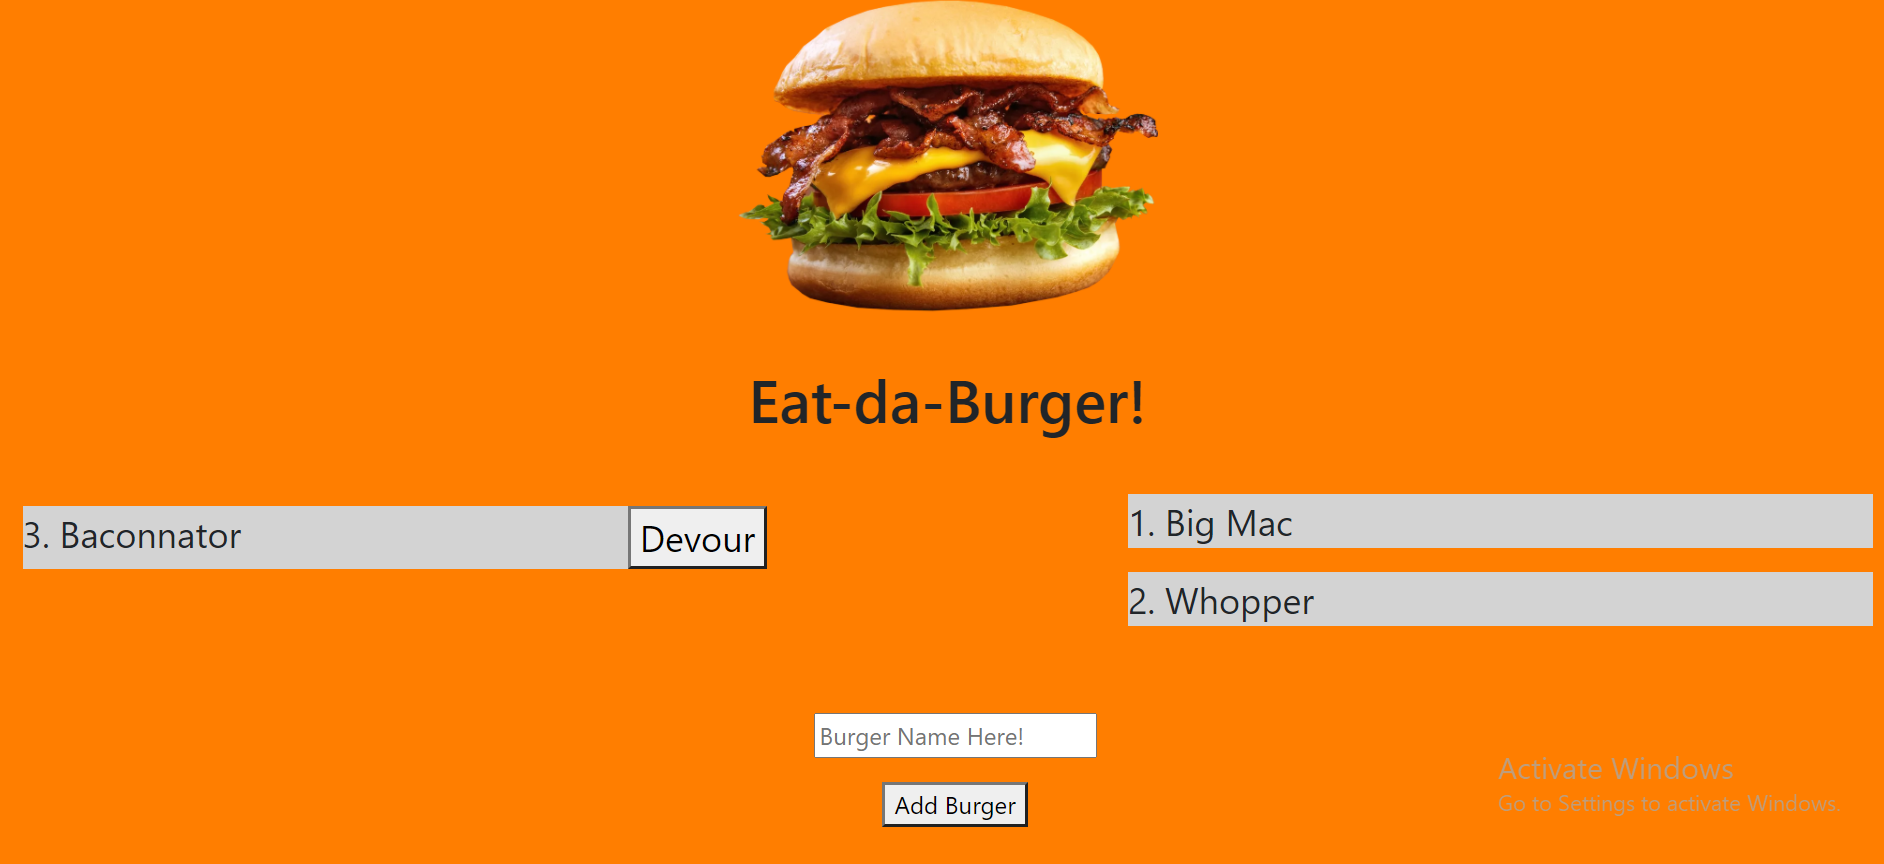 Eat-da-Burger!
3. Baconnator
Devour
1. Big Mac
2. Whopper
Burger Name Here!
Add Burger
Activate Windows
Go to Settings to activate Windows.